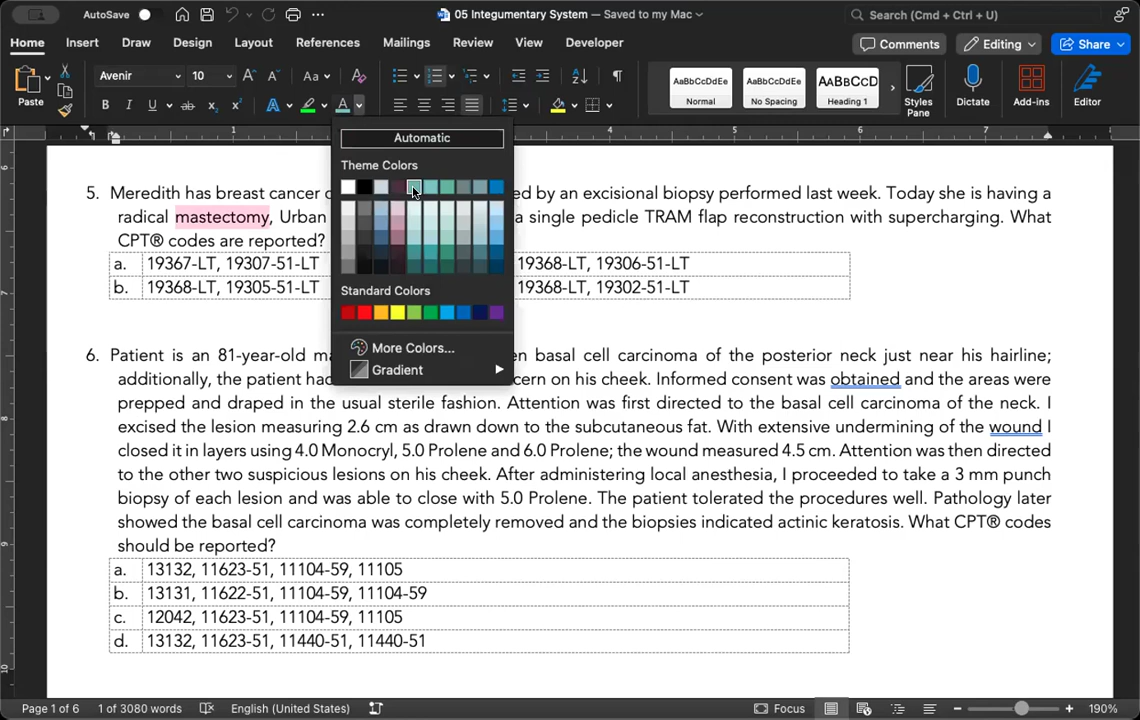 AutoSave
05 Integumentary System — Saved to my Mac
Search (Cmd + Ctrl + U)
Home Insert Draw Design Layout References Mailings Review View Developer
Comments Editing Share
Paste
Avenir 10
AaBbCcDdEe AaBbCcDdEe AaBbCcD
Normal No Spacing Heading 1
Styles Pane
Dictate Add-ins Editor
Automatic
Theme Colors
Standard Colors
More Colors...
Gradient
5. Meredith has breast cancer ed by an excisional biopsy performed last week. Today she is having a
radical mastectomy, Urban a single pedicle TRAM flap reconstruction with supercharging. What
CPT® codes are reported?
a. 19367-LT, 19307-51-LT 19368-LT, 19306-51-LT
b. 19368-LT, 19305-51-LT 19368-LT, 19302-51-LT
6. Patient is an 81-year-old en basal cell carcinoma of the posterior neck just near his hairline;
additionally, the patient had cern on his cheek. Informed consent was obtained and the areas were
prepped and draped in the usual sterile fashion. Attention was first directed to the basal cell carcinoma of the neck. I
excised the lesion measuring 2.6 cm as drawn down to the subcutaneous fat. With extensive undermining of the wound I
closed it in layers using 4.0 Monocryl, 5.0 Prolene and 6.0 Prolene; the wound measured 4.5 cm. Attention was then directed
to the other two suspicious lesions on his cheek. After administering local anesthesia, I proceeded to take a 3 mm punch
biopsy of each lesion and was able to close with 5.0 Prolene. The patient tolerated the procedures well. Pathology later
showed the basal cell carcinoma was completely removed and the biopsies indicated actinic keratosis. What CPT® codes
should be reported?
a. 13132, 11623-51, 11104-59, 11105
b. 13131, 11622-51, 11104-59, 11104-59
c. 12042, 11623-51, 11104-59, 11105
d. 13132, 11623-51, 11440-51, 11440-51
Page 1 of 6 1 of 3080 words English (United States) Focus 190%